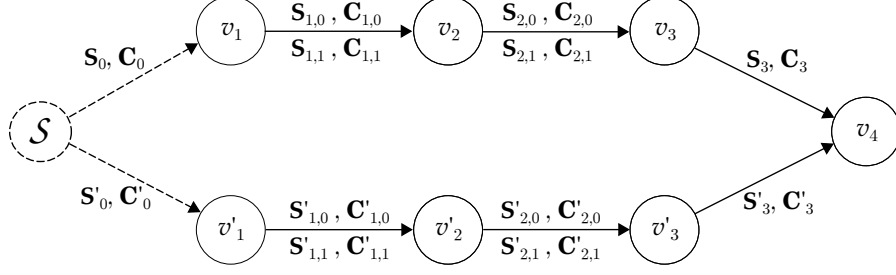 v₁ S₁,₀ , C₁,₀ v₂ S₂,₀ , C₂,₀ v₃
S₁,₁ , C₁,₁ S₂,₁ , C₂,₁
S₀, C₀ S₃, C₃
𝒮 v₄
S'₀, C'₀ S'₃, C'₃
v'₁ S'₁,₀ , C'₁,₀ v'₂ S'₂,₀ , C'₂,₀ v'₃
S'₁,₁ , C'₁,₁ S'₂,₁ , C'₂,₁